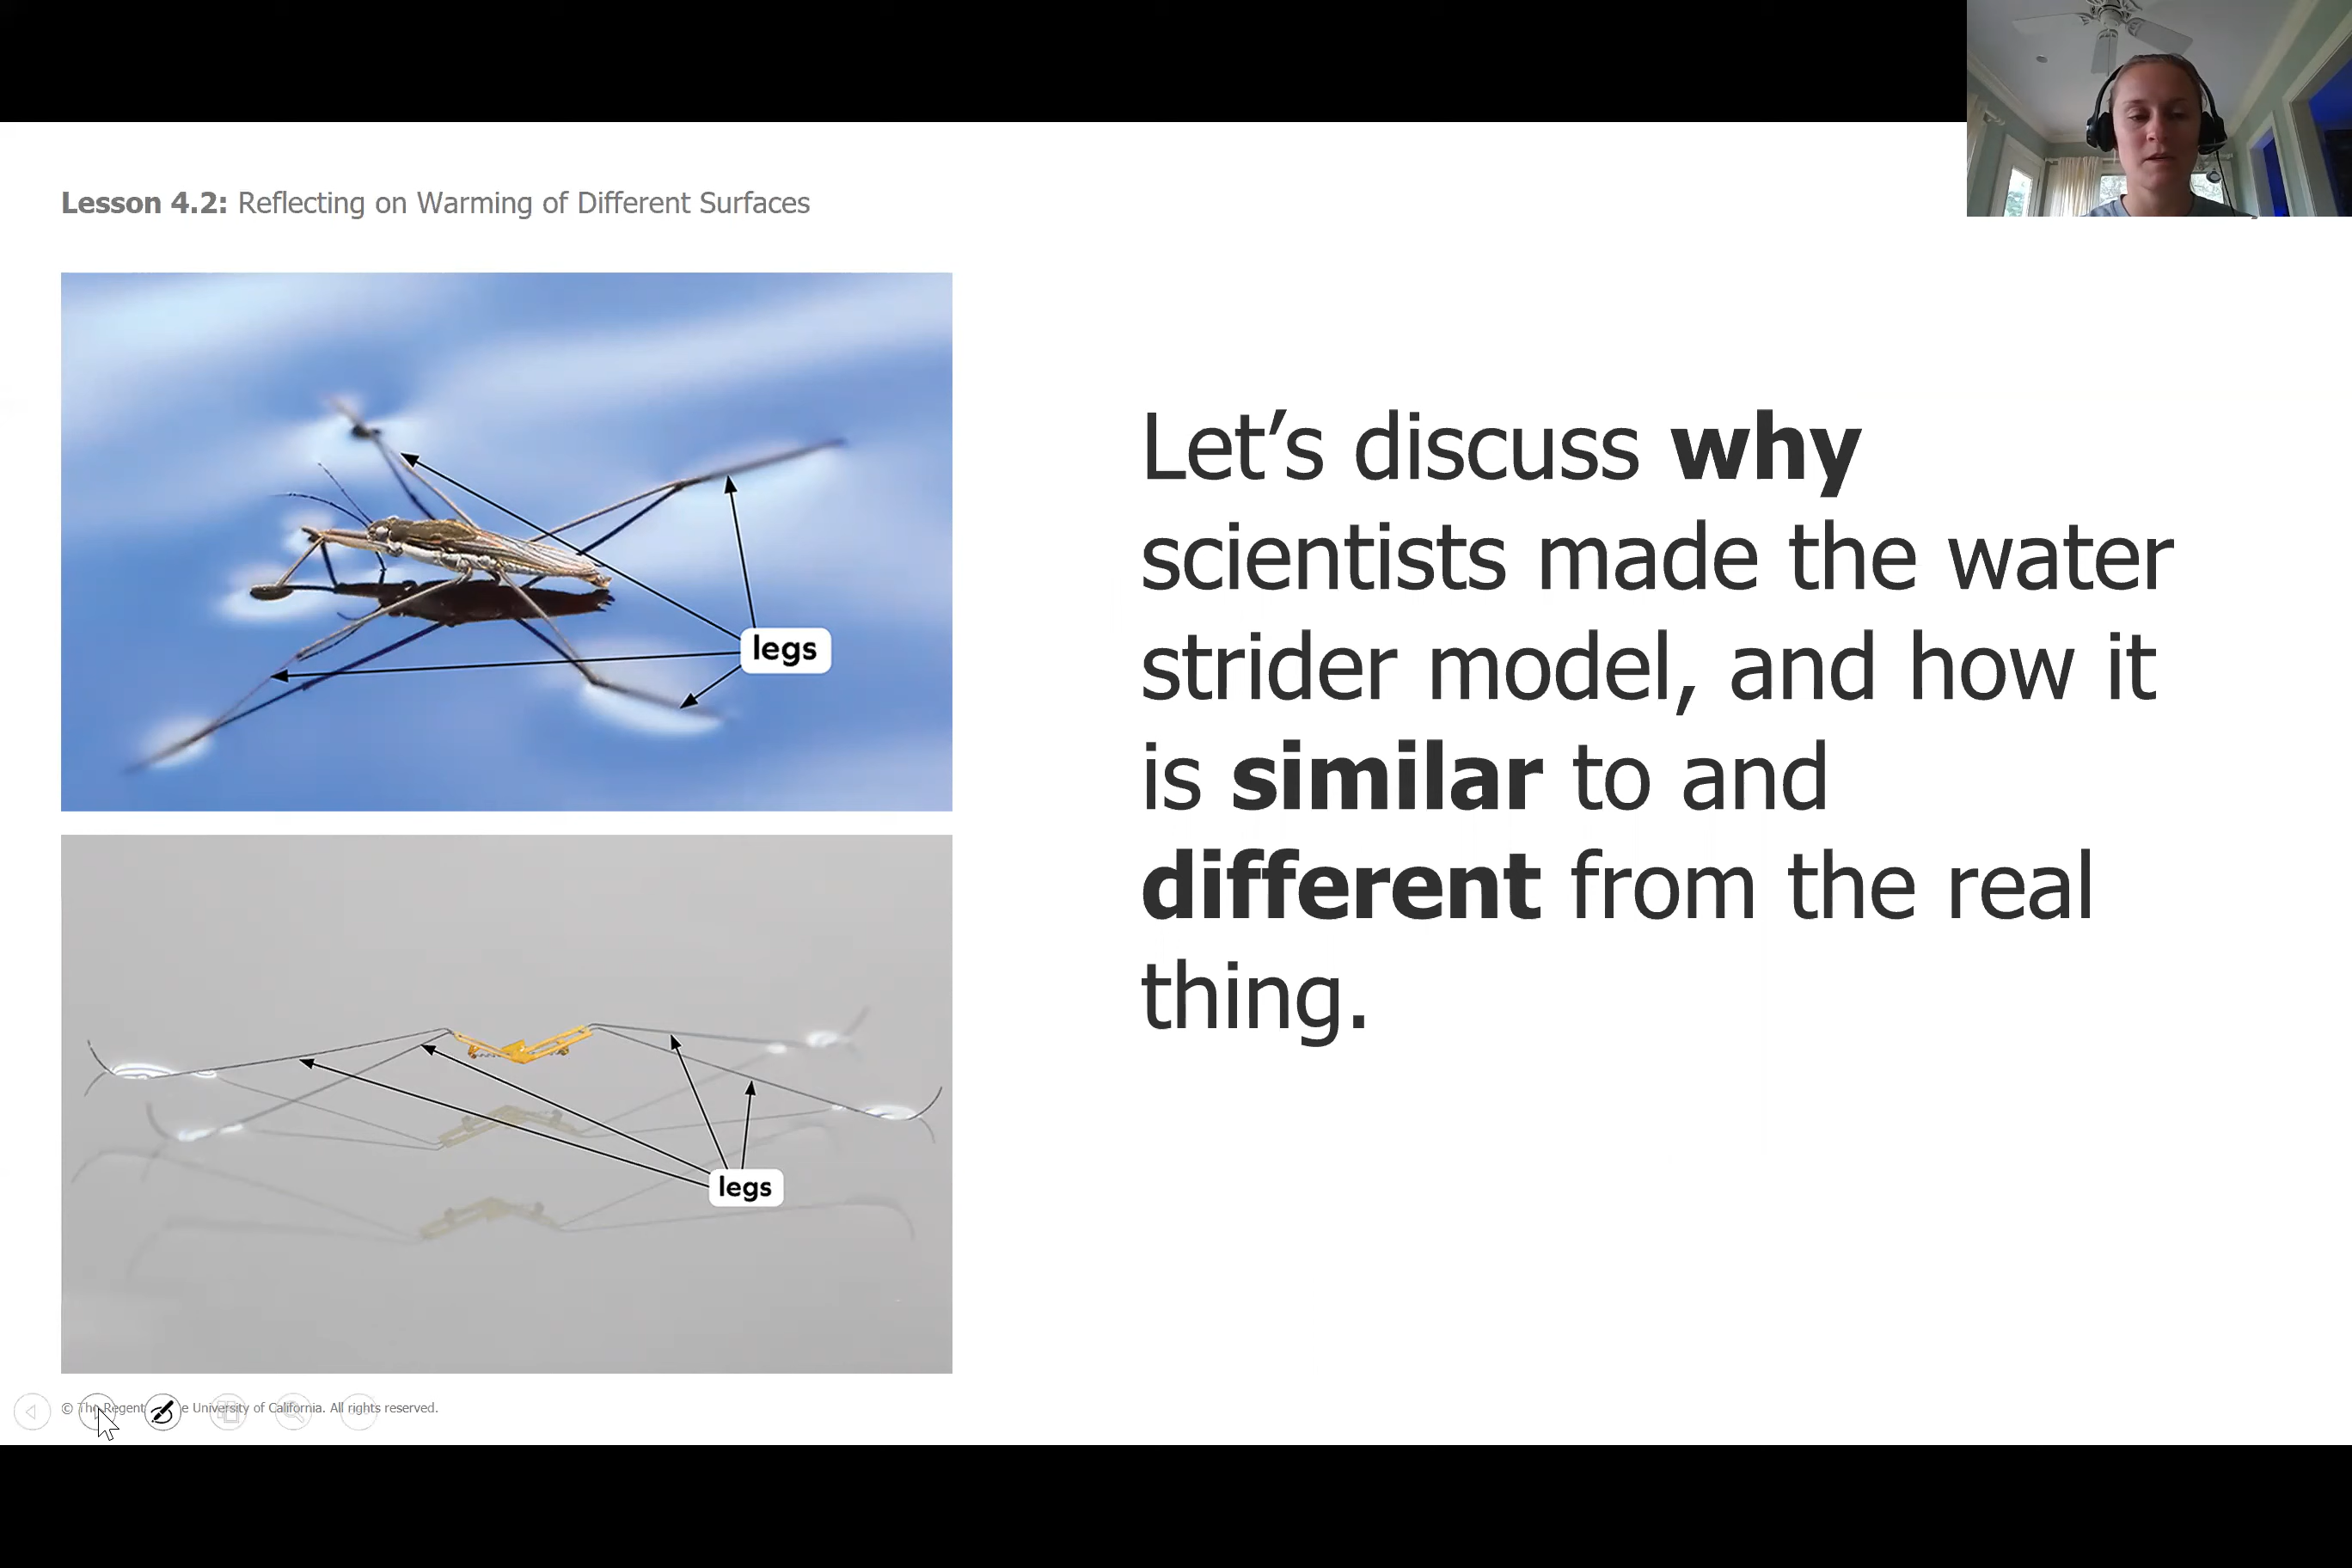 Lesson 4.2: Reflecting on Warming of Different Surfaces
legs
legs
Let’s discuss why
scientists made the water
strider model, and how it
is similar to and
different from the real
thing.
© The Regent e University of California. All rights reserved.